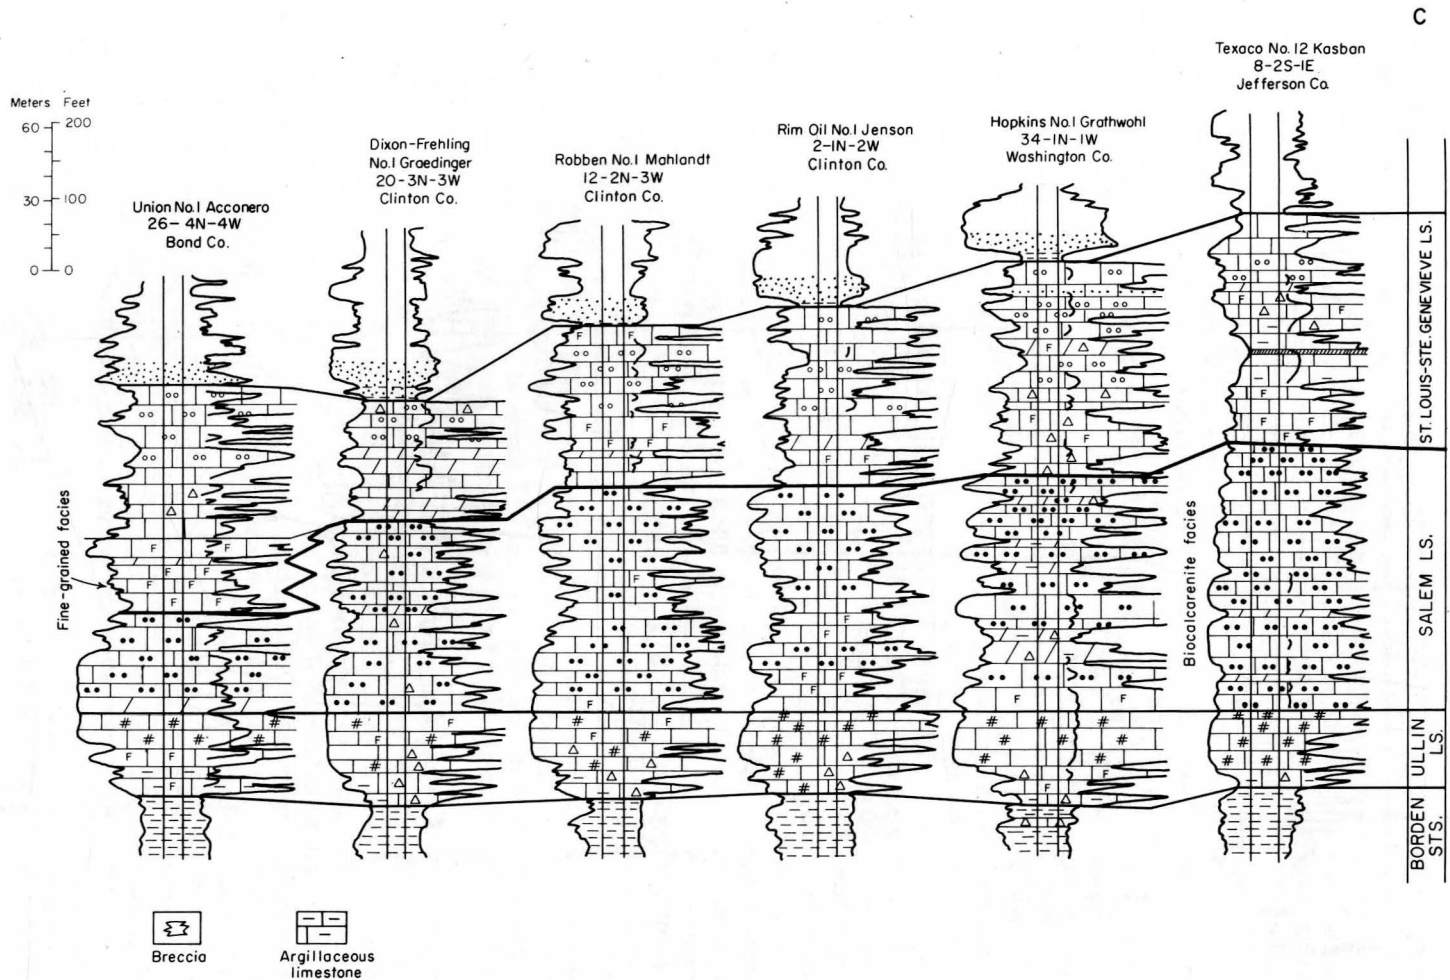 C
Texaco No. 12 Kasban
8-2S-1E
Jefferson Co.
Meters Feet
60 200
30 100
0 0
Hopkins No.1 Grathwohl
34-1N-1W
Washington Co.
Rim Oil No.1 Jenson
2-1N-2W
Clinton Co.
Dixon-Frehling
No.1 Graedinger
20-3N-3W
Clinton Co.
Robben No.1 Mahlandt
12-2N-3W
Clinton Co.
Union No.1 Acconero
26-4N-4W
Bond Co.
Fine-grained facies
Biocalcarenite facies
ST. LOUIS-STE. GENEVIEVE LS.
SALEM LS.
ULLIN
LS.
BORDEN
STS.
Breccia
Argillaceous
limestone